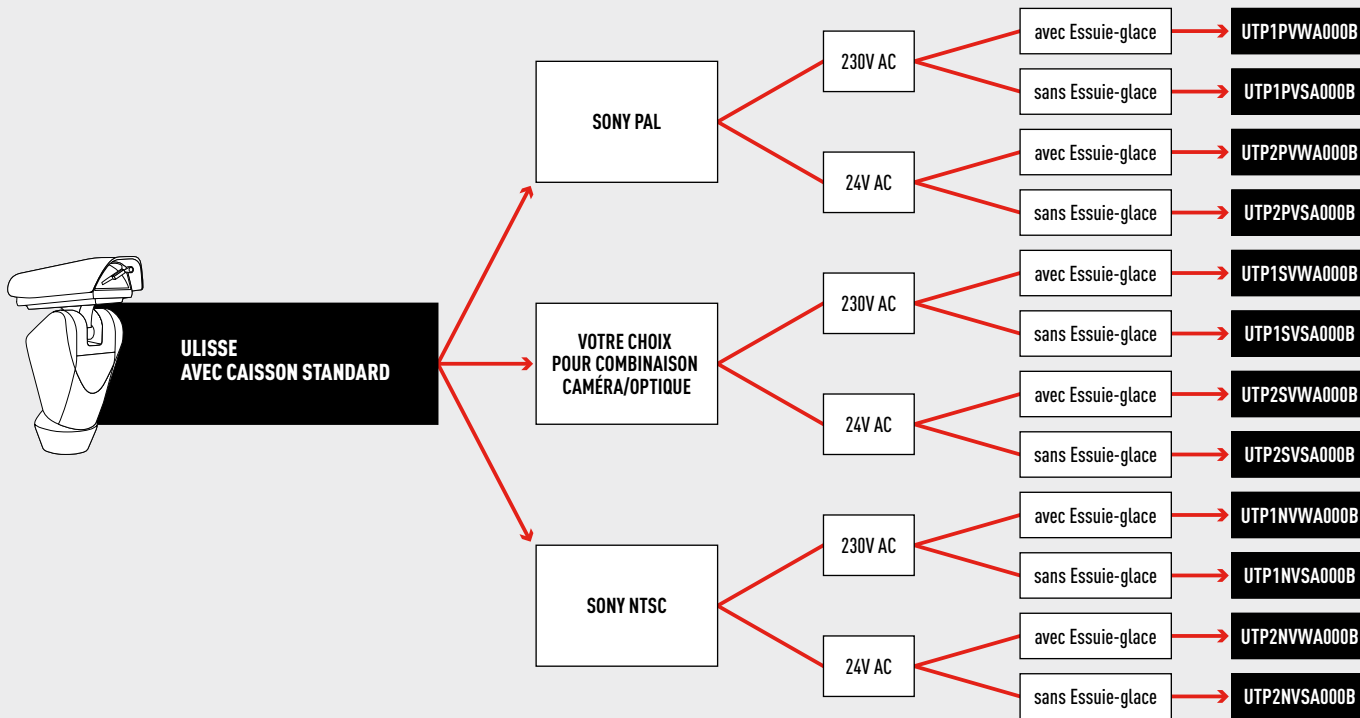 ULISSE
AVEC CAISSON STANDARD
SONY PAL
230V AC
avec Essuie-glace
UTP1PVWA000B
sans Essuie-glace
UTP1PVSA000B
24V AC
avec Essuie-glace
UTP2PVWA000B
sans Essuie-glace
UTP2PVSA000B
VOTRE CHOIX
POUR COMBINAISON
CAMÉRA/OPTIQUE
230V AC
avec Essuie-glace
UTP1SVWA000B
sans Essuie-glace
UTP1SVSA000B
24V AC
avec Essuie-glace
UTP2SVWA000B
sans Essuie-glace
UTP2SVSA000B
SONY NTSC
230V AC
avec Essuie-glace
UTP1NVWA000B
sans Essuie-glace
UTP1NVSA000B
24V AC
avec Essuie-glace
UTP2NVWA000B
sans Essuie-glace
UTP2NVSA000B